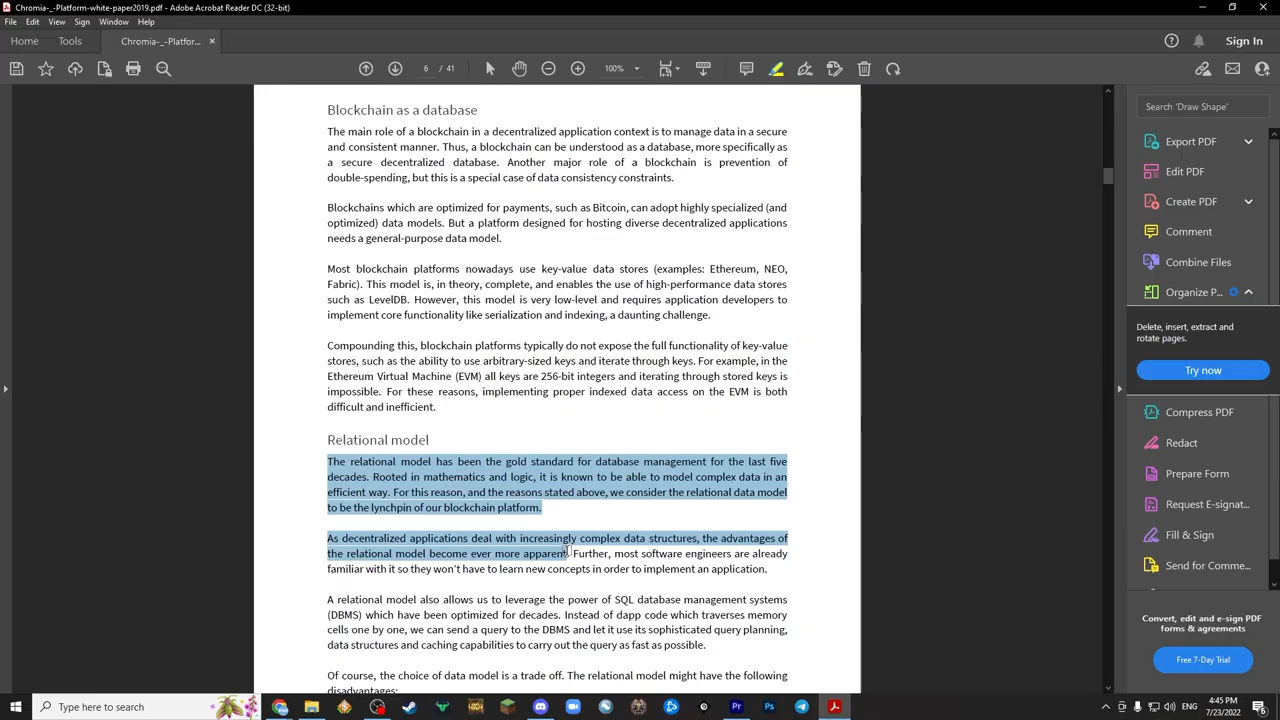 Chromia-_-Platform-white-paper2019.pdf - Adobe Acrobat Reader DC (32-bit)
File Edit View Sign Window Help
Home Tools Chromia-_-Platfor... × Sign In
6 / 41 100%
Blockchain as a database
The main role of a blockchain in a decentralized application context is to manage data in a secure
and consistent manner. Thus, a blockchain can be understood as a database, more specifically as
a secure decentralized database. Another major role of a blockchain is prevention of
double-spending, but this is a special case of data consistency constraints.
Blockchains which are optimized for payments, such as Bitcoin, can adopt highly specialized (and
optimized) data models. But a platform designed for hosting diverse decentralized applications
needs a general-purpose data model.
Most blockchain platforms nowadays use key-value data stores (examples: Ethereum, NEO,
Fabric). This model is, in theory, complete, and enables the use of high-performance data stores
such as LevelDB. However, this model is very low-level and requires application developers to
implement core functionality like serialization and indexing, a daunting challenge.
Compounding this, blockchain platforms typically do not expose the full functionality of key-value
stores, such as the ability to use arbitrary-sized keys and iterate through keys. For example, in the
Ethereum Virtual Machine (EVM) all keys are 256-bit integers and iterating through stored keys is
impossible. For these reasons, implementing proper indexed data access on the EVM is both
difficult and inefficient.
Relational model
The relational model has been the gold standard for database management for the last five
decades. Rooted in mathematics and logic, it is known to be able to model complex data in an
efficient way. For this reason, and the reasons stated above, we consider the relational data model
to be the lynchpin of our blockchain platform.
As decentralized applications deal with increasingly complex data structures, the advantages of
the relational model become ever more apparent. Further, most software engineers are already
familiar with it so they won't have to learn new concepts in order to implement an application.
A relational model also allows us to leverage the power of SQL database management systems
(DBMS) which have been optimized for decades. Instead of dapp code which traverses memory
cells one by one, we can send a query to the DBMS and let it use its sophisticated query planning,
data structures and caching capabilities to carry out the query as fast as possible.
Of course, the choice of data model is a trade off. The relational model might have the following
disadvantages:
Search 'Draw Shape'
Export PDF
Edit PDF
Create PDF
Comment
Combine Files
Organize P...
Delete, insert, extract and
rotate pages.
Try now
Compress PDF
Redact
Prepare Form
Request E-signat...
Fill & Sign
Send for Comme...
Convert, edit and e-sign PDF
forms & agreements
Free 7-Day Trial
Type here to search
4:45 PM
7/23/2022